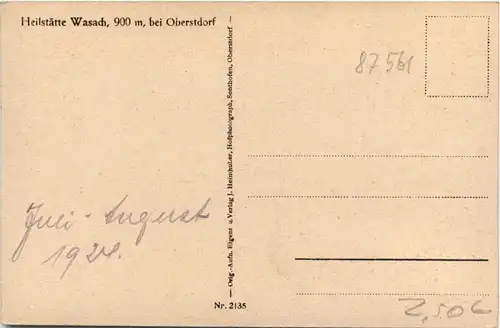 Heilstätte Wasach, 900 m, bei Oberstdorf
87561
Juli - August
1924.
— Orig.-Aufn. Eigent. u. Verlag J. Heimhuber, Hofphotograph, Sonthofen, Oberstdorf —
Nr. 2135
2,50 €